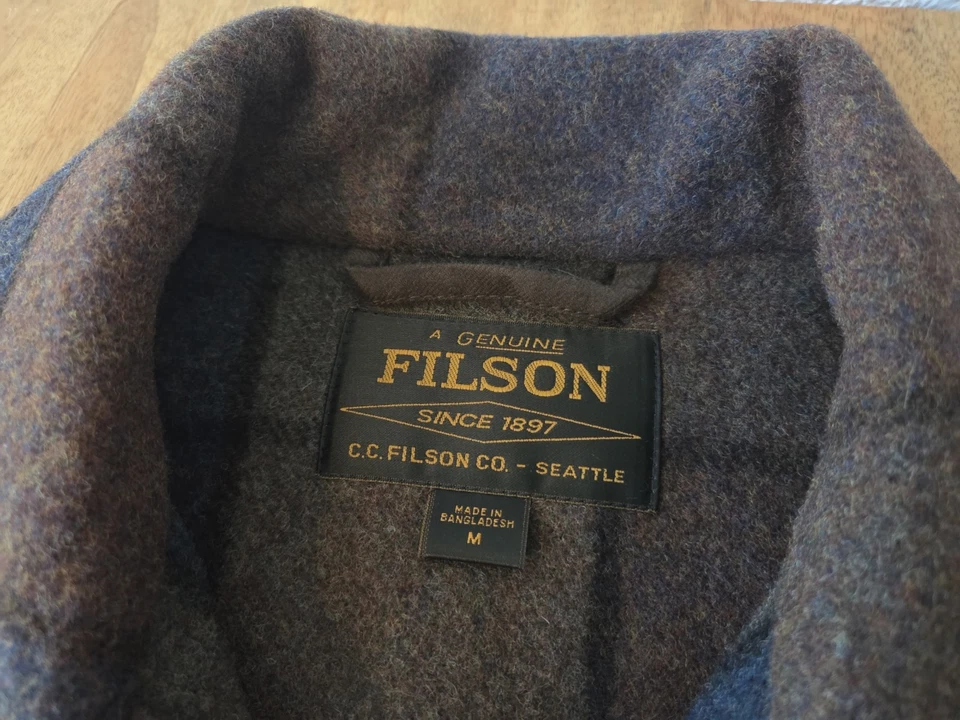 A GENUINE
FILSON
SINCE 1897
C.C. FILSON CO. - SEATTLE
MADE IN
BANGLADESH
M